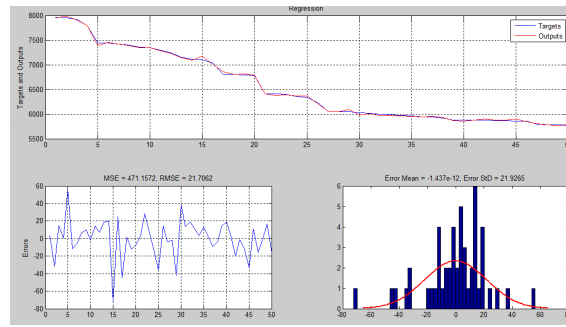 Regression
Targets and Outputs
8000
7500
7000
6500
6000
5500
0 5 10 15 20 25 30 35 40 45
Targets
Outputs
MSE = 471.1572, RMSE = 21.7062
Errors
60
40
20
0
-20
-40
-60
-80
0 5 10 15 20 25 30 35 40 45 50
Error Mean = -1.437e-12, Error StD = 21.9265
6
5
4
3
2
1
0
-80 -60 -40 -20 0 20 40 60